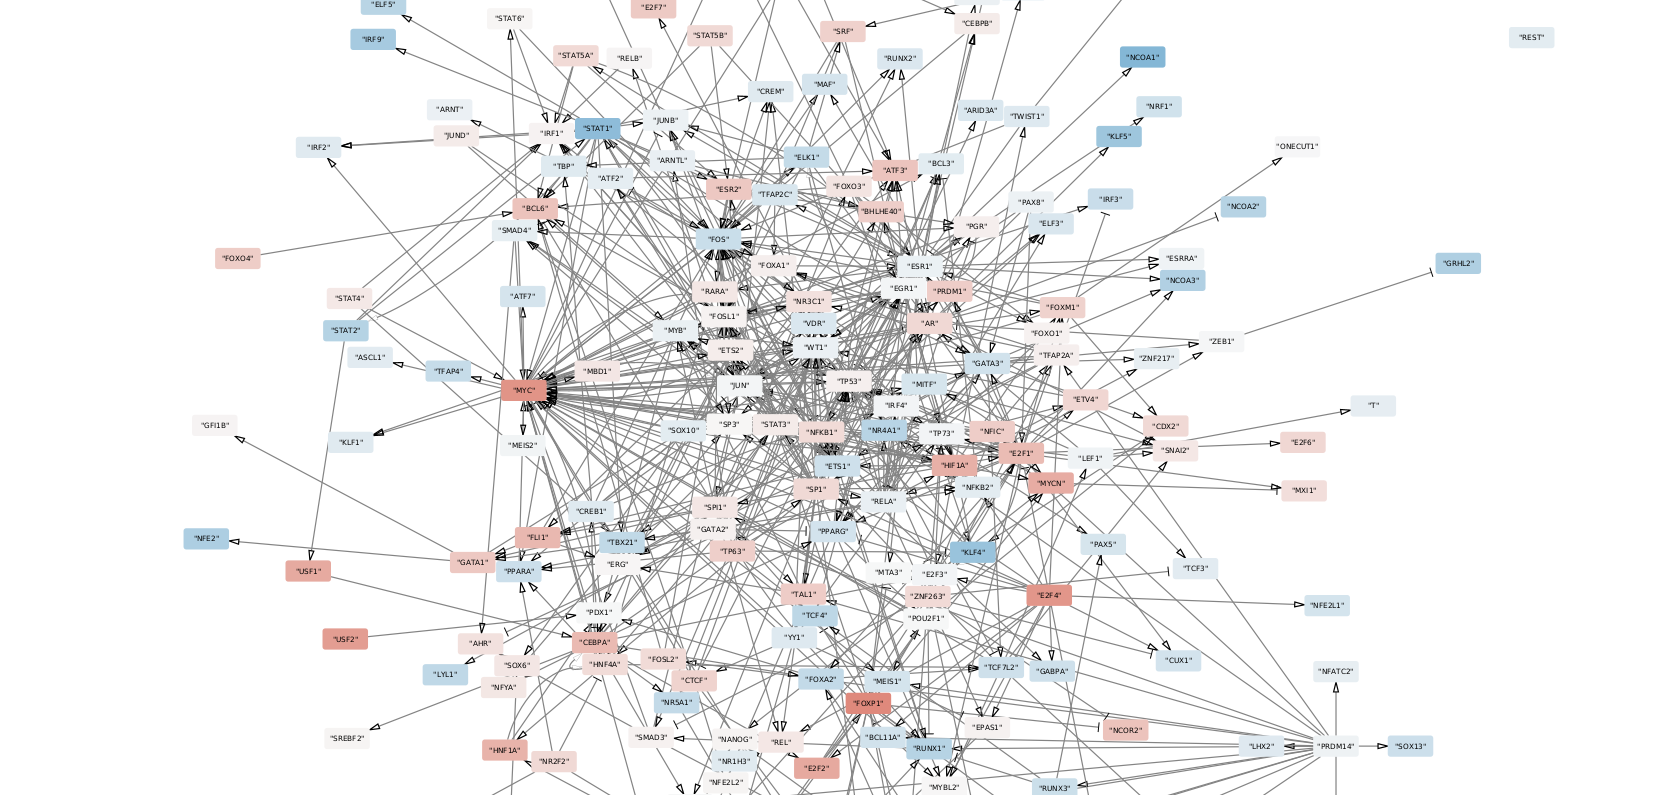 "ELF5"
"E2F7"
"STAT6"
"CEBPB"
"SRF"
"STAT5B"
"REST"
"IRF9"
"STAT5A"
"RELB"
"RUNX2"
"NCOA1"
"MAF"
"CREM"
"ARNT"
"ARID3A"
"TWIST1"
"NRF1"
"JUND"
"IRF1"
"STAT1"
"JUNB"
"KLF5"
"IRF2"
"ONECUT1"
"TBP"
"ARNTL"
"ELK1"
"ATF3"
"BCL3"
"ATF2"
"ESR2"
"TFAP2C"
"FOXO3"
"PAX8"
"IRF3"
"BCL6"
"BHLHE40"
"NCOA2"
"SMAD4"
"FOS"
"PGR"
"ELF3"
"FOXO4"
"FOXA1"
"ESR1"
"ESRRA"
"GRHL2"
"NCOA3"
"STAT4"
"ATF7"
"RARA"
"NR3C1"
"EGR1"
"PRDM1"
"FOXM1"
"STAT2"
"MYB"
"FOSL1"
"VDR"
"AR"
"FOXO1"
"ZEB1"
"ASCL1"
"ETS2"
"WT1"
"TFAP2A"
"ZNF217"
"TFAP4"
"MBD1"
"GATA3"
"MYC"
"JUN"
"TP53"
"MITF"
"ETV4"
"T"
"GFI1B"
"IRF4"
"CDX2"
"KLF1"
"MEIS2"
"SOX10"
"SP3"
"STAT3"
"NFKB1"
"NR4A1"
"TP73"
"NFIC"
"E2F6"
"ETS1"
"HIF1A"
"E2F1"
"LEF1"
"SNAI2"
"SP1"
"RELA"
"NFKB2"
"MYCN"
"MXI1"
"CREB1"
"SPI1"
"NFE2"
"FLI1"
"TBX21"
"GATA2"
"PPARG"
"PAX5"
"USF1"
"GATA1"
"PPARA"
"ERG"
"TP63"
"KLF4"
"MTA3"
"E2F3"
"TCF3"
"TAL1"
"ZNF263"
"E2F4"
"NFE2L1"
"PDX1"
"TCF4"
"POU2F1"
"USF2"
"AHR"
"CEBPA"
"YY1"
"LYL1"
"SOX6"
"HNF4A"
"FOSL2"
"TCF7L2"
"GABPA"
"CUX1"
"NFATC2"
"NFYA"
"CTCF"
"FOXA2"
"MEIS1"
"NR5A1"
"FOXP1"
"SREBF2"
"SMAD3"
"NANOG"
"REL"
"BCL11A"
"EPAS1"
"NCOR2"
"HNF1A"
"RUNX1"
"LHX2"
"PRDM14"
"SOX13"
"NR2F2"
"NR1H3"
"E2F2"
"NFE2L2"
"MYBL2"
"RUNX3"